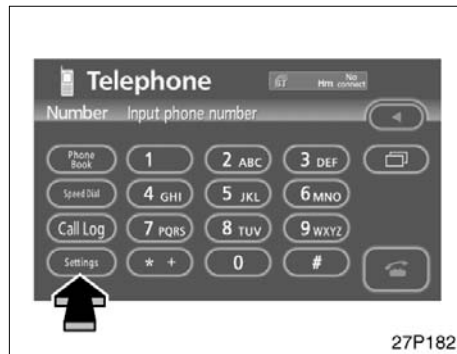 Telephone
BT Hm No connect
Number Input phone number
Phone Book 1 2 ABC 3 DEF
Speed Dial 4 GHI 5 JKL 6 MNO
Call Log 7 PQRS 8 TUV 9 WXYZ
Settings * + 0 #
27P182